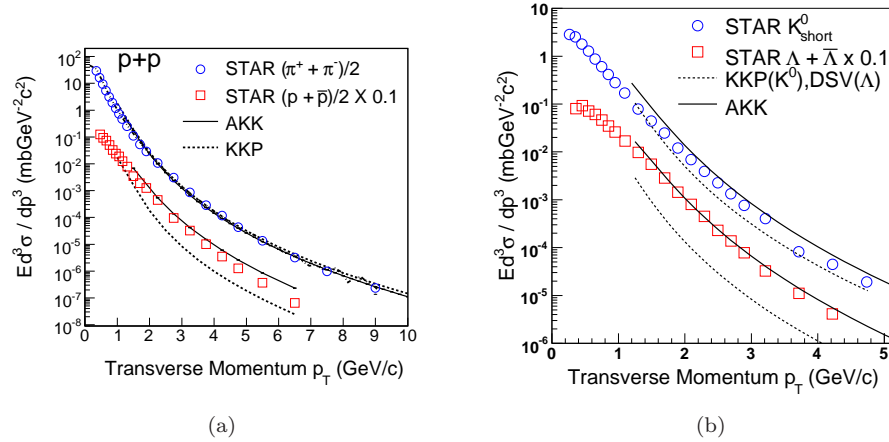 p+p
STAR (π⁺ + π⁻)/2
STAR (p + p̅)/2 X 0.1
AKK
KKP
Ed³σ / dp³ (mbGeV⁻²c²)
10²
10
1
10⁻¹
10⁻²
10⁻³
10⁻⁴
10⁻⁵
10⁻⁶
10⁻⁷
10⁻⁸
0 1 2 3 4 5 6 7 8 9 10
Transverse Momentum p_T (GeV/c)
(a)
STAR K⁰_short
STAR Λ + Λ̅ x 0.1
KKP(K⁰),DSV(Λ)
AKK
Ed³σ / dp³ (mbGeV⁻²c²)
10
1
10⁻¹
10⁻²
10⁻³
10⁻⁴
10⁻⁵
10⁻⁶
0 1 2 3 4 5
Transverse Momentum p_T (GeV/c)
(b)